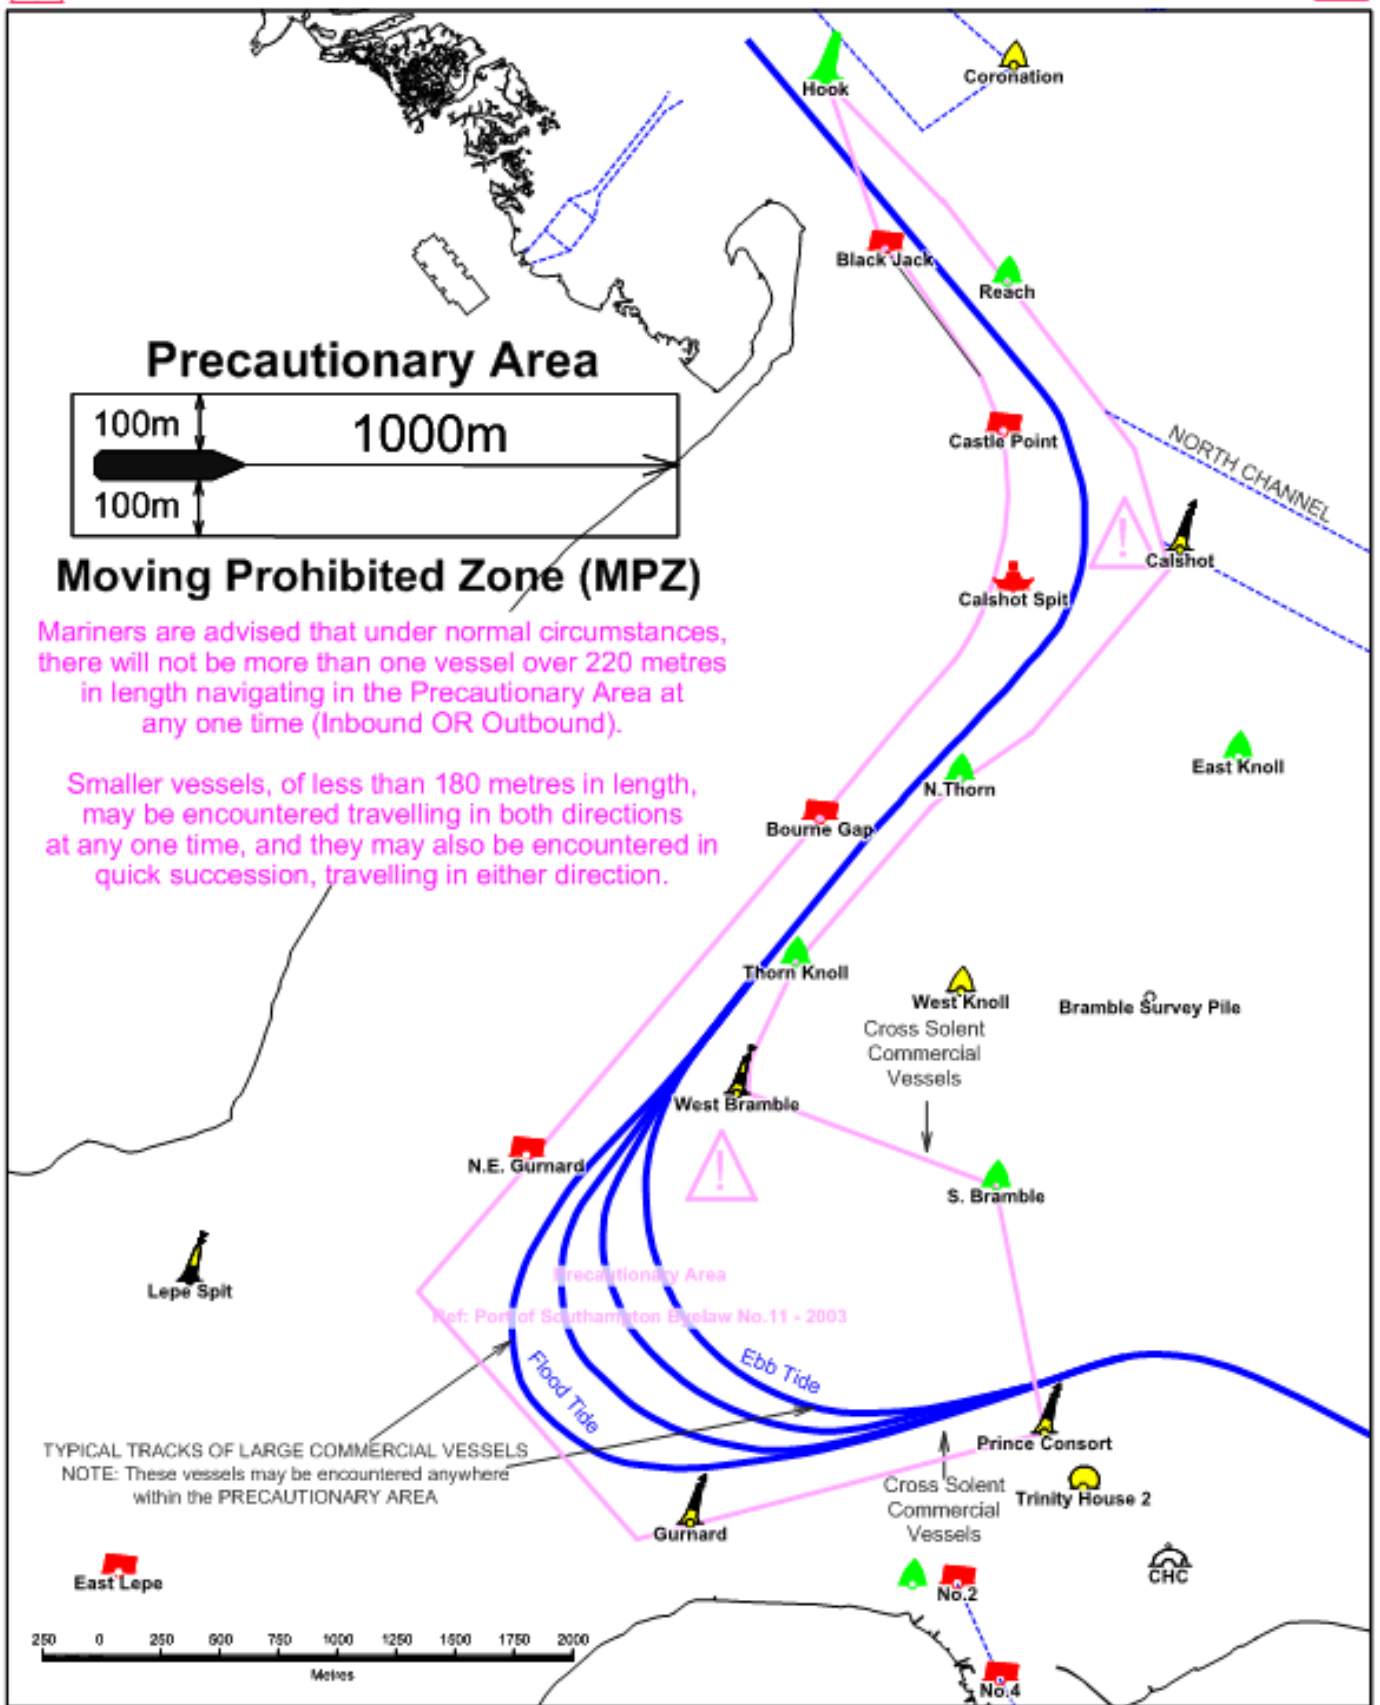 Hook
Coronation
Black Jack
Reach
Precautionary Area
100m
1000m
100m
Castle Point
NORTH CHANNEL
!
Calshot
Moving Prohibited Zone (MPZ)
Calshot Spit
Mariners are advised that under normal circumstances,
there will not be more than one vessel over 220 metres
in length navigating in the Precautionary Area at
any one time (Inbound OR Outbound).
Smaller vessels, of less than 180 metres in length,
may be encountered travelling in both directions
at any one time, and they may also be encountered in
quick succession, travelling in either direction.
East Knoll
N.Thorn
Bourne Gap
Thorn Knoll
West Knoll
Bramble Survey Pile
Cross Solent
Commercial
Vessels
West Bramble
N.E. Gurnard
!
S. Bramble
Lepe Spit
Precautionary Area
Ref: Port of Southampton Byelaw No.11 - 2003
Flood Tide
Ebb Tide
TYPICAL TRACKS OF LARGE COMMERCIAL VESSELS
NOTE: These vessels may be encountered anywhere
within the PRECAUTIONARY AREA
Prince Consort
Cross Solent
Commercial
Vessels
Trinity House 2
Gurnard
East Lepe
CHC
No.2
No.4
250 0 250 500 750 1000 1250 1500 1750 2000
Metres